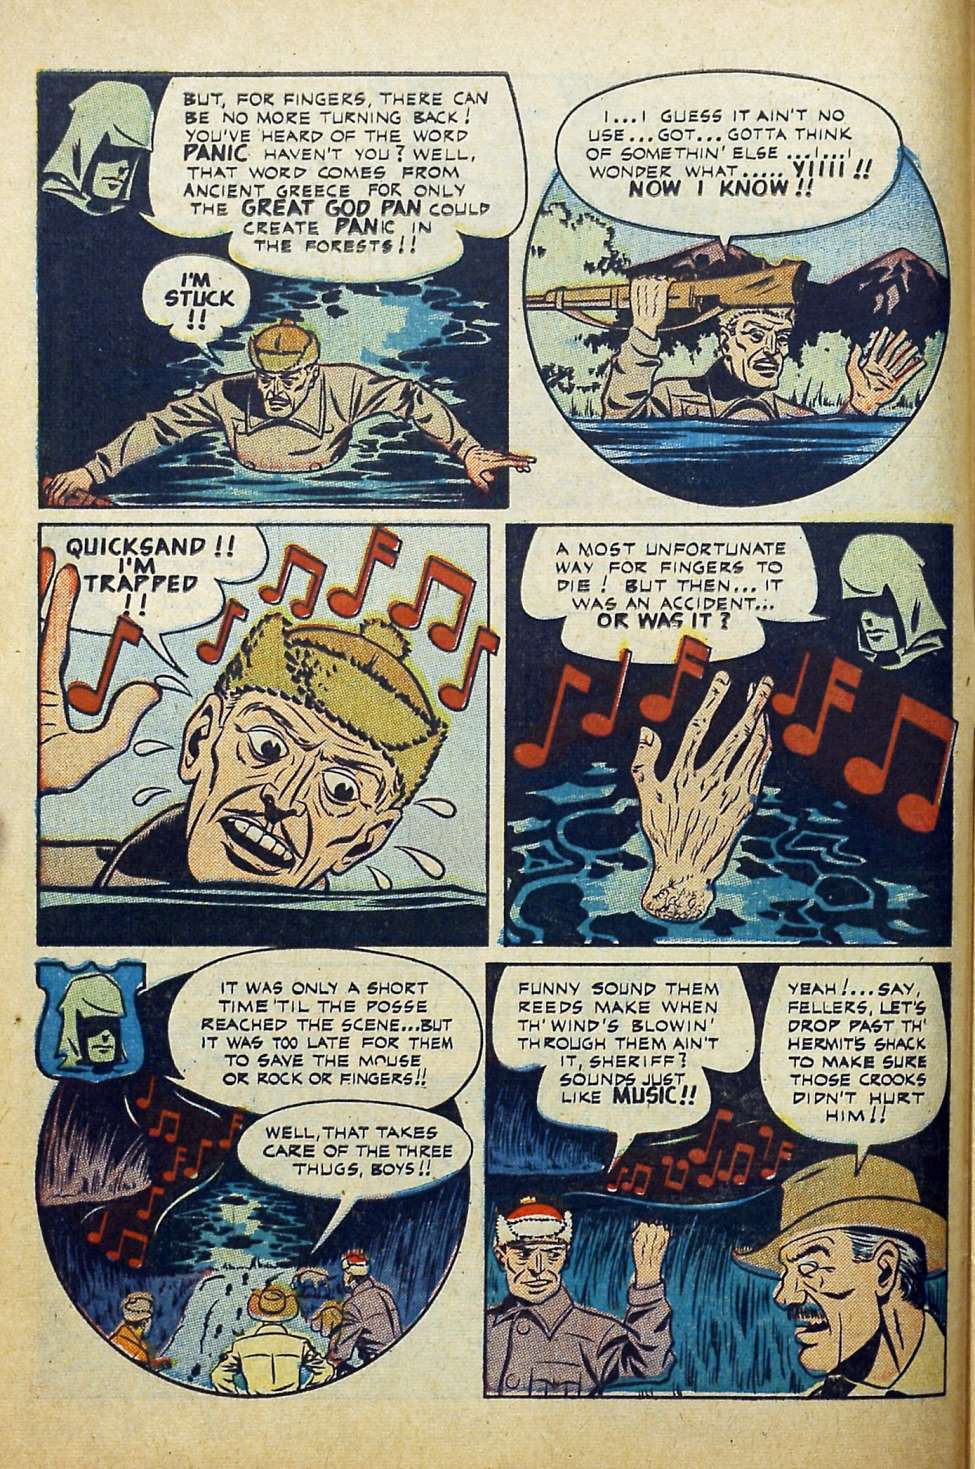 BUT, FOR FINGERS, THERE CAN
BE NO MORE TURNING BACK!
YOU'VE HEARD OF THE WORD
PANIC HAVEN'T YOU? WELL,
THAT WORD COMES FROM
ANCIENT GREECE FOR ONLY
THE GREAT GOD PAN COULD
CREATE PANIC IN
THE FORESTS!!
I'M
STUCK
!!
I...I GUESS IT AIN'T NO
USE...GOT...GOTTA THINK
OF SOMETHIN' ELSE...I...I
WONDER WHAT..... YIIII!!
NOW I KNOW!!
QUICKSAND!!
I'M
TRAPPED
!!
A MOST UNFORTUNATE
WAY FOR FINGERS TO
DIE! BUT THEN...IT
WAS AN ACCIDENT...
OR WAS IT?
IT WAS ONLY A SHORT
TIME 'TIL THE POSSE
REACHED THE SCENE...BUT
IT WAS TOO LATE FOR THEM
TO SAVE THE MOUSE
OR ROCK OR FINGERS!!
WELL, THAT TAKES
CARE OF THE THREE
THUGS, BOYS!!
FUNNY SOUND THEM
REEDS MAKE WHEN
TH' WIND'S BLOWIN'
THROUGH THEM AIN'T
IT, SHERIFF?
SOUNDS JUST
LIKE MUSIC!!
YEAH!...SAY,
FELLERS, LET'S
DROP PAST TH'
HERMIT'S SHACK
TO MAKE SURE
THOSE CROOKS
DIDN'T HURT
HIM!!